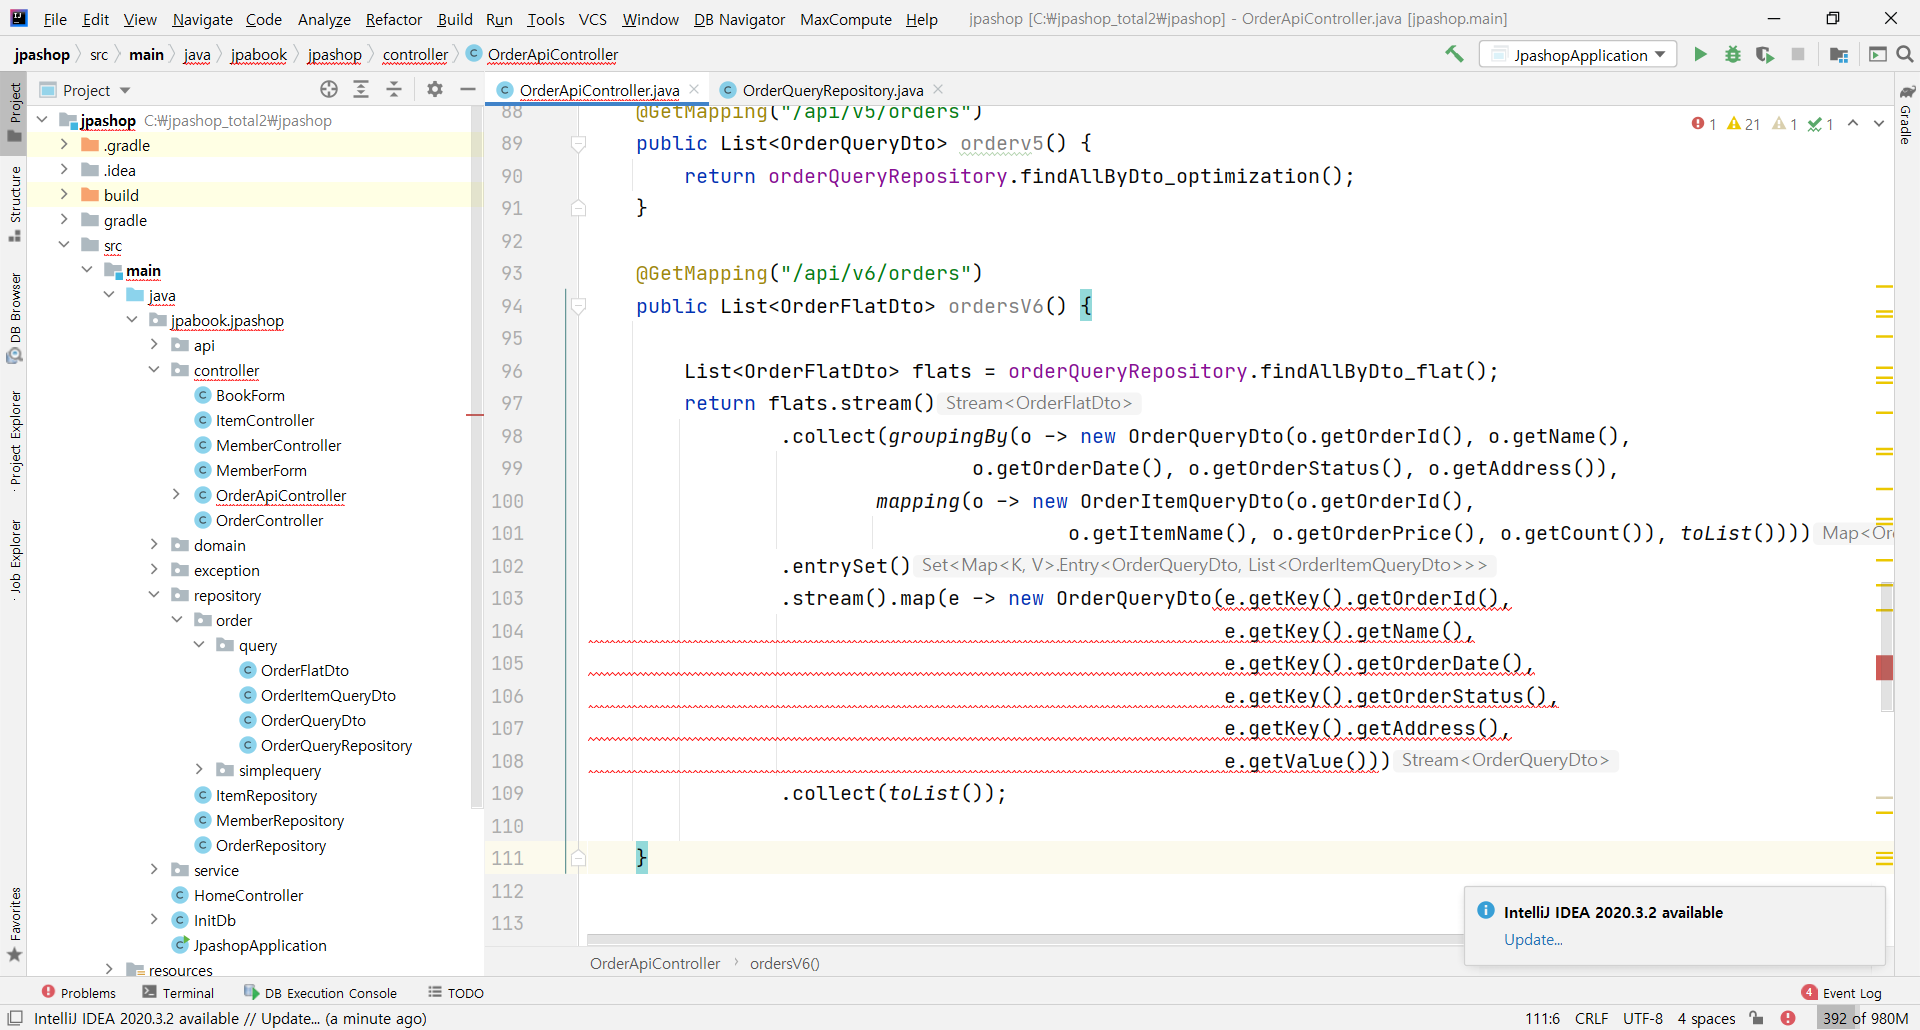 File Edit View Navigate Code Analyze Refactor Build Run Tools VCS Window DB Navigator MaxCompute Help jpashop [C:₩jpashop_total2₩jpashop] - OrderApiController.java [jpashop.main]
jpashop src main java jpabook jpashop controller OrderApiController JpashopApplication
Project
OrderApiController.java OrderQueryRepository.java
jpashop C:₩jpashop_total2₩jpashop
.gradle
.idea
build
gradle
src
main
java
jpabook.jpashop
api
controller
BookForm
ItemController
MemberController
MemberForm
OrderApiController
OrderController
domain
exception
repository
order
query
OrderFlatDto
OrderItemQueryDto
OrderQueryDto
OrderQueryRepository
simplequery
ItemRepository
MemberRepository
OrderRepository
service
HomeController
InitDb
JpashopApplication
resources
Project
Structure
DB Browser
Project Explorer
Job Explorer
Favorites
Gradle
1 21 1 1
88 @GetMapping("/api/v5/orders")
89 public List<OrderQueryDto> orderv5() {
90 return orderQueryRepository.findAllByDto_optimization();
91 }
92
93 @GetMapping("/api/v6/orders")
94 public List<OrderFlatDto> ordersV6() {
95
96 List<OrderFlatDto> flats = orderQueryRepository.findAllByDto_flat();
97 return flats.stream() Stream<OrderFlatDto>
98 .collect(groupingBy(o -> new OrderQueryDto(o.getOrderId(), o.getName(),
99 o.getOrderDate(), o.getOrderStatus(), o.getAddress()),
100 mapping(o -> new OrderItemQueryDto(o.getOrderId(),
101 o.getItemName(), o.getOrderPrice(), o.getCount()), toList()))) Map<Or
102 .entrySet() Set<Map<K, V>.Entry<OrderQueryDto, List<OrderItemQueryDto>>>
103 .stream().map(e -> new OrderQueryDto(e.getKey().getOrderId(),
104 e.getKey().getName(),
105 e.getKey().getOrderDate(),
106 e.getKey().getOrderStatus(),
107 e.getKey().getAddress(),
108 e.getValue())) Stream<OrderQueryDto>
109 .collect(toList());
110
111 }
112
113
IntelliJ IDEA 2020.3.2 available
Update...
OrderApiController ordersV6()
Problems Terminal DB Execution Console TODO 4 Event Log
IntelliJ IDEA 2020.3.2 available // Update... (a minute ago) 111:6 CRLF UTF-8 4 spaces 392 of 980M